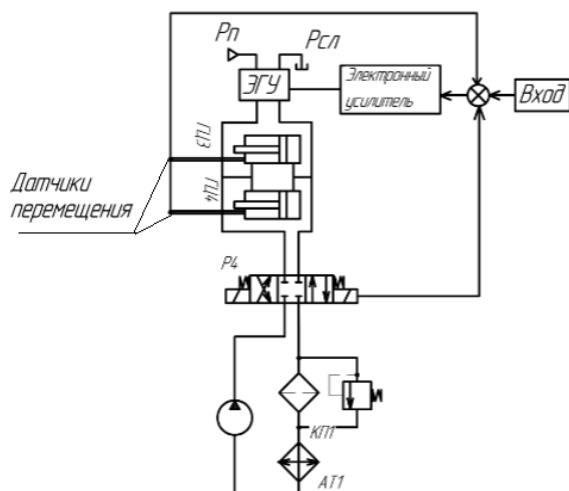 Рп
Рсл
ЭГУ
Электронный
усилитель
Вход
ГЦ3
ГЦ4
Датчики
перемещения
Р4
КП1
АТ1